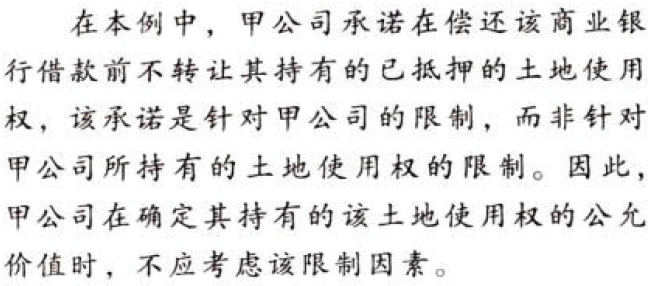 在本例中，甲公司承诺在偿还该商业银
行借款前不转让其持有的已抵押的土地使用
权，该承诺是针对甲公司的限制，而非针对
甲公司所持有的土地使用权的限制。因此，
甲公司在确定其持有的该土地使用权的公允
价值时，不应考虑该限制因素。